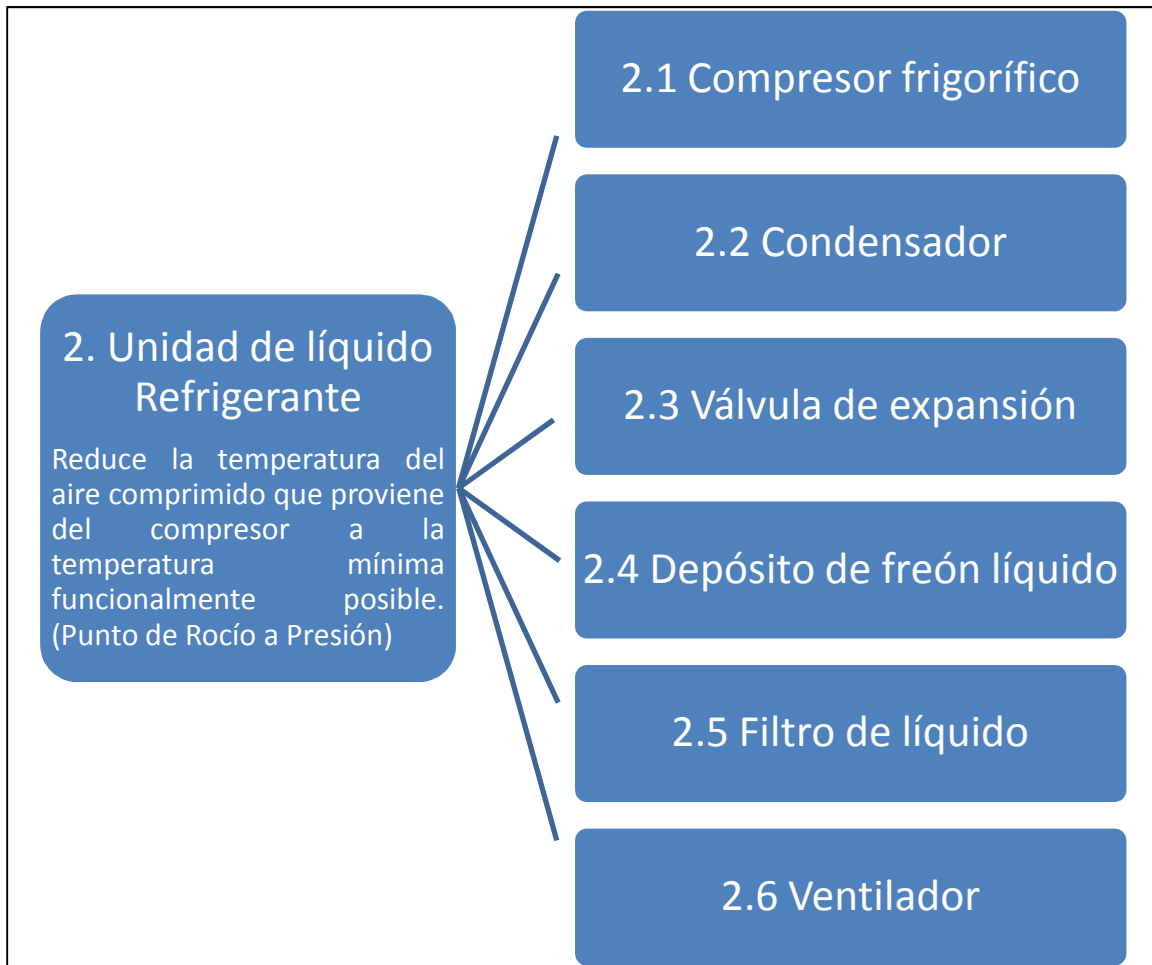 2. Unidad de líquido
Refrigerante
Reduce la temperatura del
aire comprimido que proviene
del compresor a la
temperatura mínima
funcionalmente posible.
(Punto de Rocío a Presión)
2.1 Compresor frigorífico
2.2 Condensador
2.3 Válvula de expansión
2.4 Depósito de freón líquido
2.5 Filtro de líquido
2.6 Ventilador